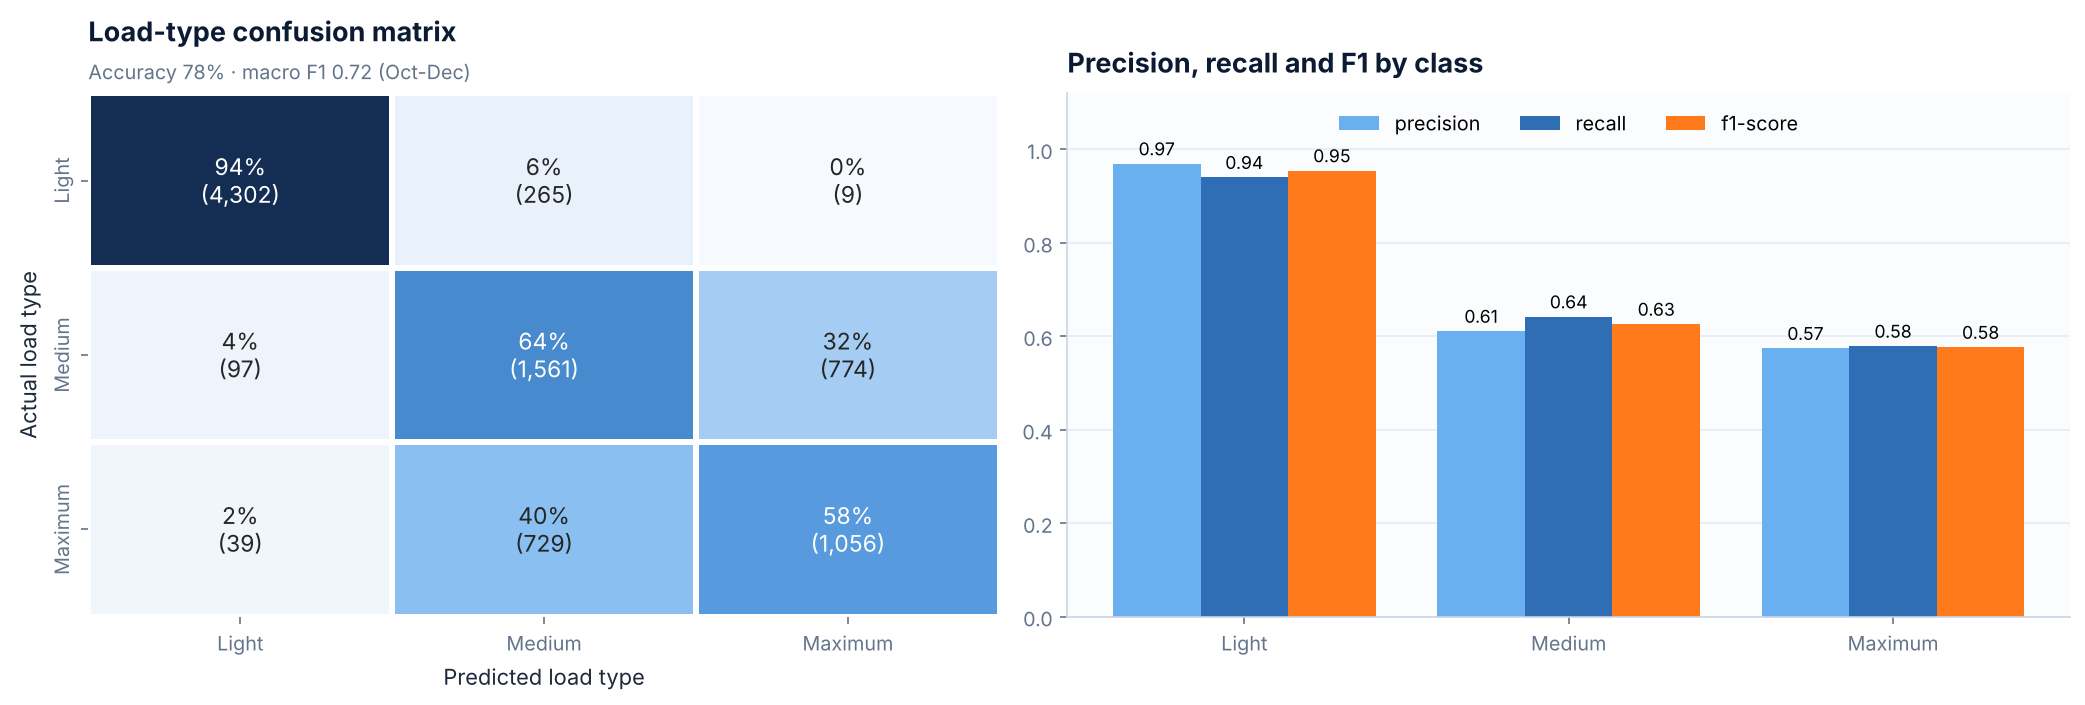 Load-type confusion matrix
Accuracy 78% · macro F1 0.72 (Oct-Dec)
Actual load type
Light
94%
(4,302)
6%
(265)
0%
(9)
Medium
4%
(97)
64%
(1,561)
32%
(774)
Maximum
2%
(39)
40%
(729)
58%
(1,056)
Light
Medium
Maximum
Predicted load type
Precision, recall and F1 by class
precision
recall
f1-score
1.0
0.8
0.6
0.4
0.2
0.0
0.97
0.94
0.95
0.61
0.64
0.63
0.57
0.58
0.58
Light
Medium
Maximum